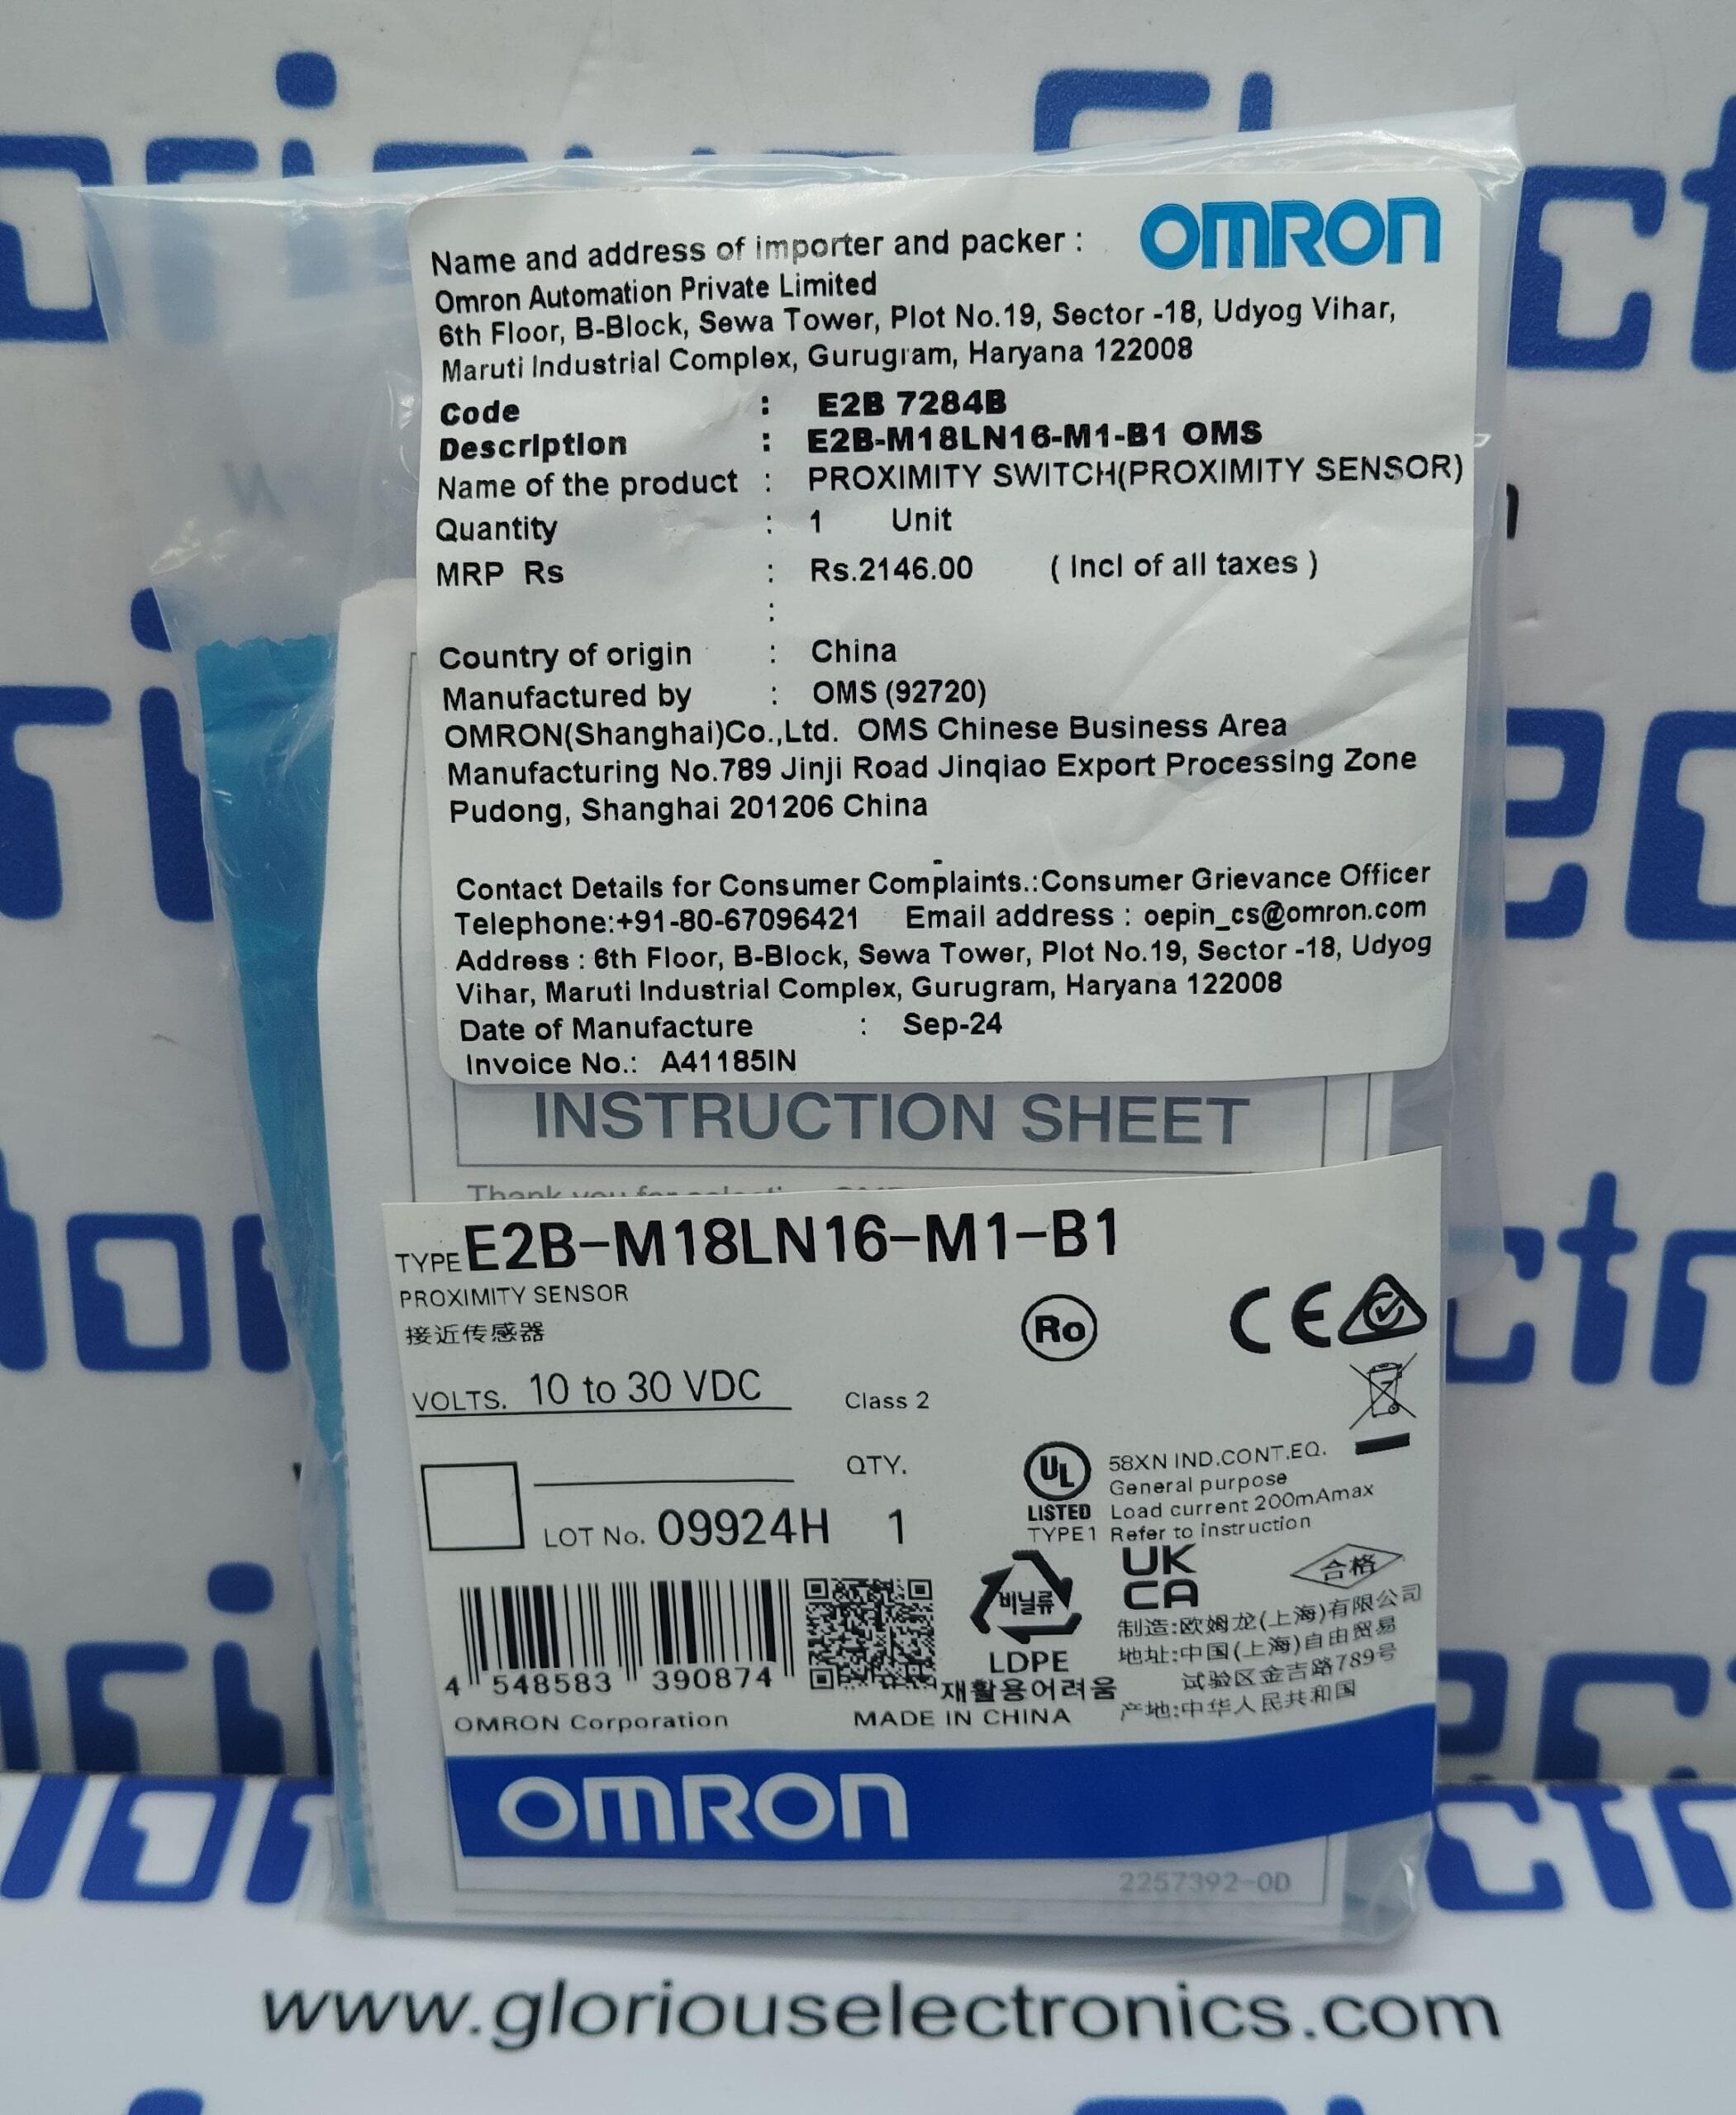 Name and address of importer and packer :
OMRON
Omron Automation Private Limited
6th Floor, B-Block, Sewa Tower, Plot No.19, Sector -18, Udyog Vihar,
Maruti Industrial Complex, Gurugram, Haryana 122008
Code : E2B 7284B
Description : E2B-M18LN16-M1-B1 OMS
Name of the product : PROXIMITY SWITCH(PROXIMITY SENSOR)
Quantity : 1 Unit
MRP Rs : Rs.2146.00 ( Incl of all taxes )
:
Country of origin : China
Manufactured by : OMS (92720)
OMRON(Shanghai)Co.,Ltd. OMS Chinese Business Area
Manufacturing No.789 Jinji Road Jinqiao Export Processing Zone
Pudong, Shanghai 201206 China
Contact Details for Consumer Complaints.:Consumer Grievance Officer
Telephone:+91-80-67096421 Email address : oepin_cs@omron.com
Address : 6th Floor, B-Block, Sewa Tower, Plot No.19, Sector -18, Udyog
Vihar, Maruti Industrial Complex, Gurugram, Haryana 122008
Date of Manufacture : Sep-24
Invoice No.: A41185IN
INSTRUCTION SHEET
Thank you for
TYPE E2B-M18LN16-M1-B1
PROXIMITY SENSOR
接近传感器
Ro
CE
VOLTS. 10 to 30 VDC Class 2
QTY.
LOT No. 09924H 1
UL
LISTED
TYPE1
58XN IND.CONT.EQ.
General purpose
Load current 200mAmax
Refer to instruction
4 548583 390874
OMRON Corporation
비닐류
LDPE
재활용어려움
MADE IN CHINA
UK
CA
合格
制造:欧姆龙(上海)有限公司
地址:中国(上海)自由贸易
试验区金吉路789号
产地:中华人民共和国
OMRON
2257392-0D
www.gloriouselectronics.com